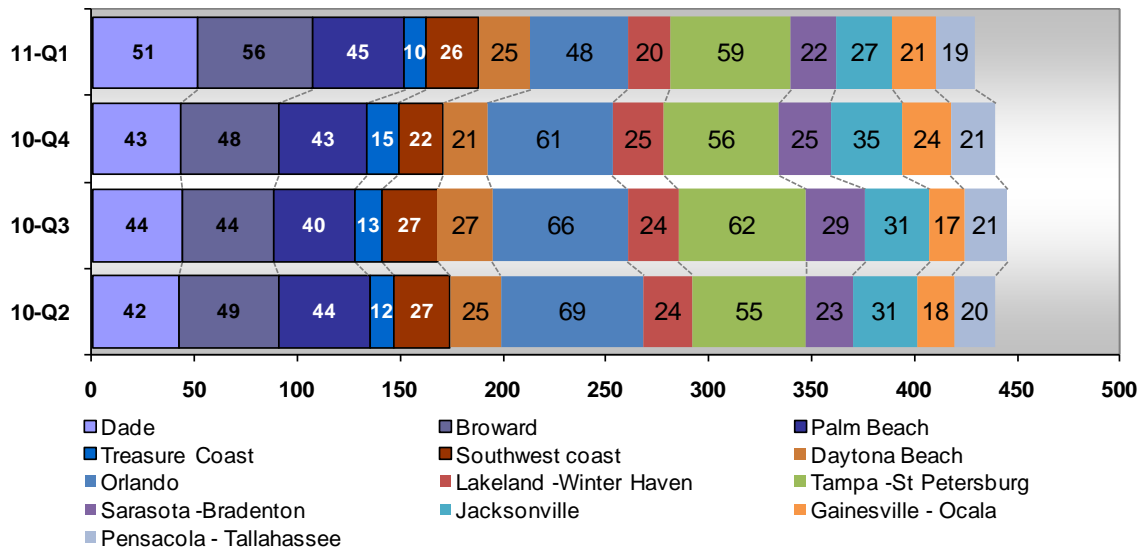 11-Q1 51 56 45 10 26 25 48 20 59 22 27 21 19
10-Q4 43 48 43 15 22 21 61 25 56 25 35 24 21
10-Q3 44 44 40 13 27 27 66 24 62 29 31 17 21
10-Q2 42 49 44 12 27 25 69 24 55 23 31 18 20
0 50 100 150 200 250 300 350 400 450 500
Dade Broward Palm Beach
Treasure Coast Southwest coast Daytona Beach
Orlando Lakeland -Winter Haven Tampa -St Petersburg
Sarasota -Bradenton Jacksonville Gainesville - Ocala
Pensacola - Tallahassee